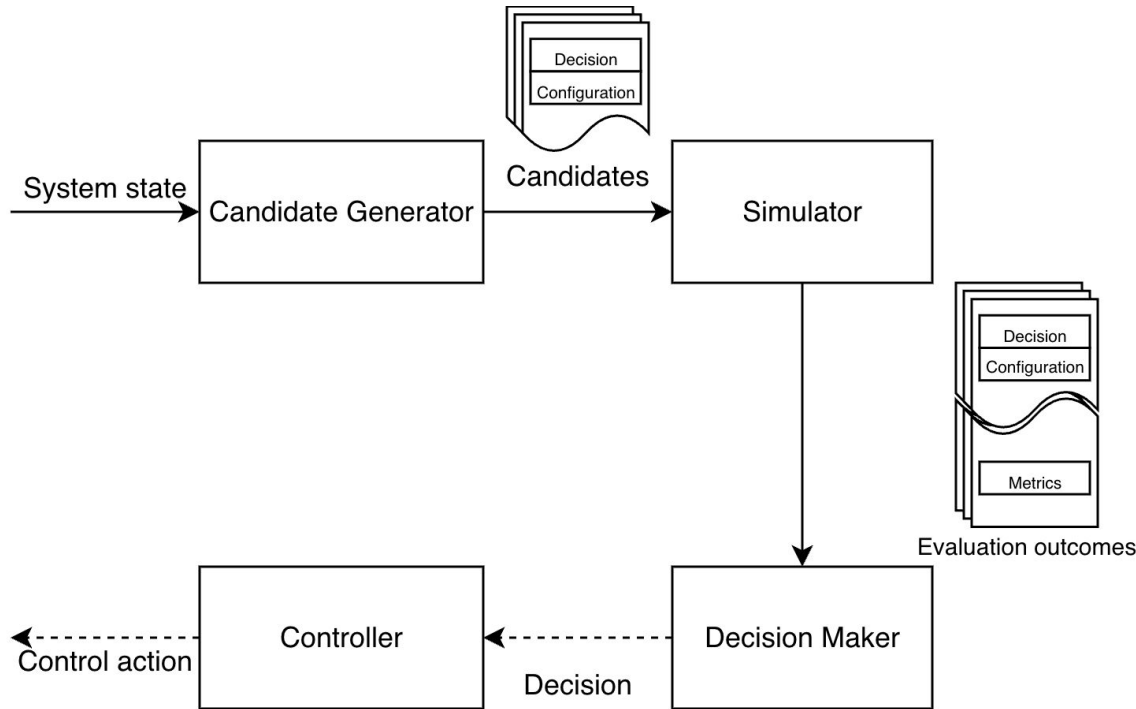 Decision
Configuration
System state
Candidates
Candidate Generator
Simulator
Decision
Configuration
Metrics
Evaluation outcomes
Controller
Decision Maker
Control action
Decision